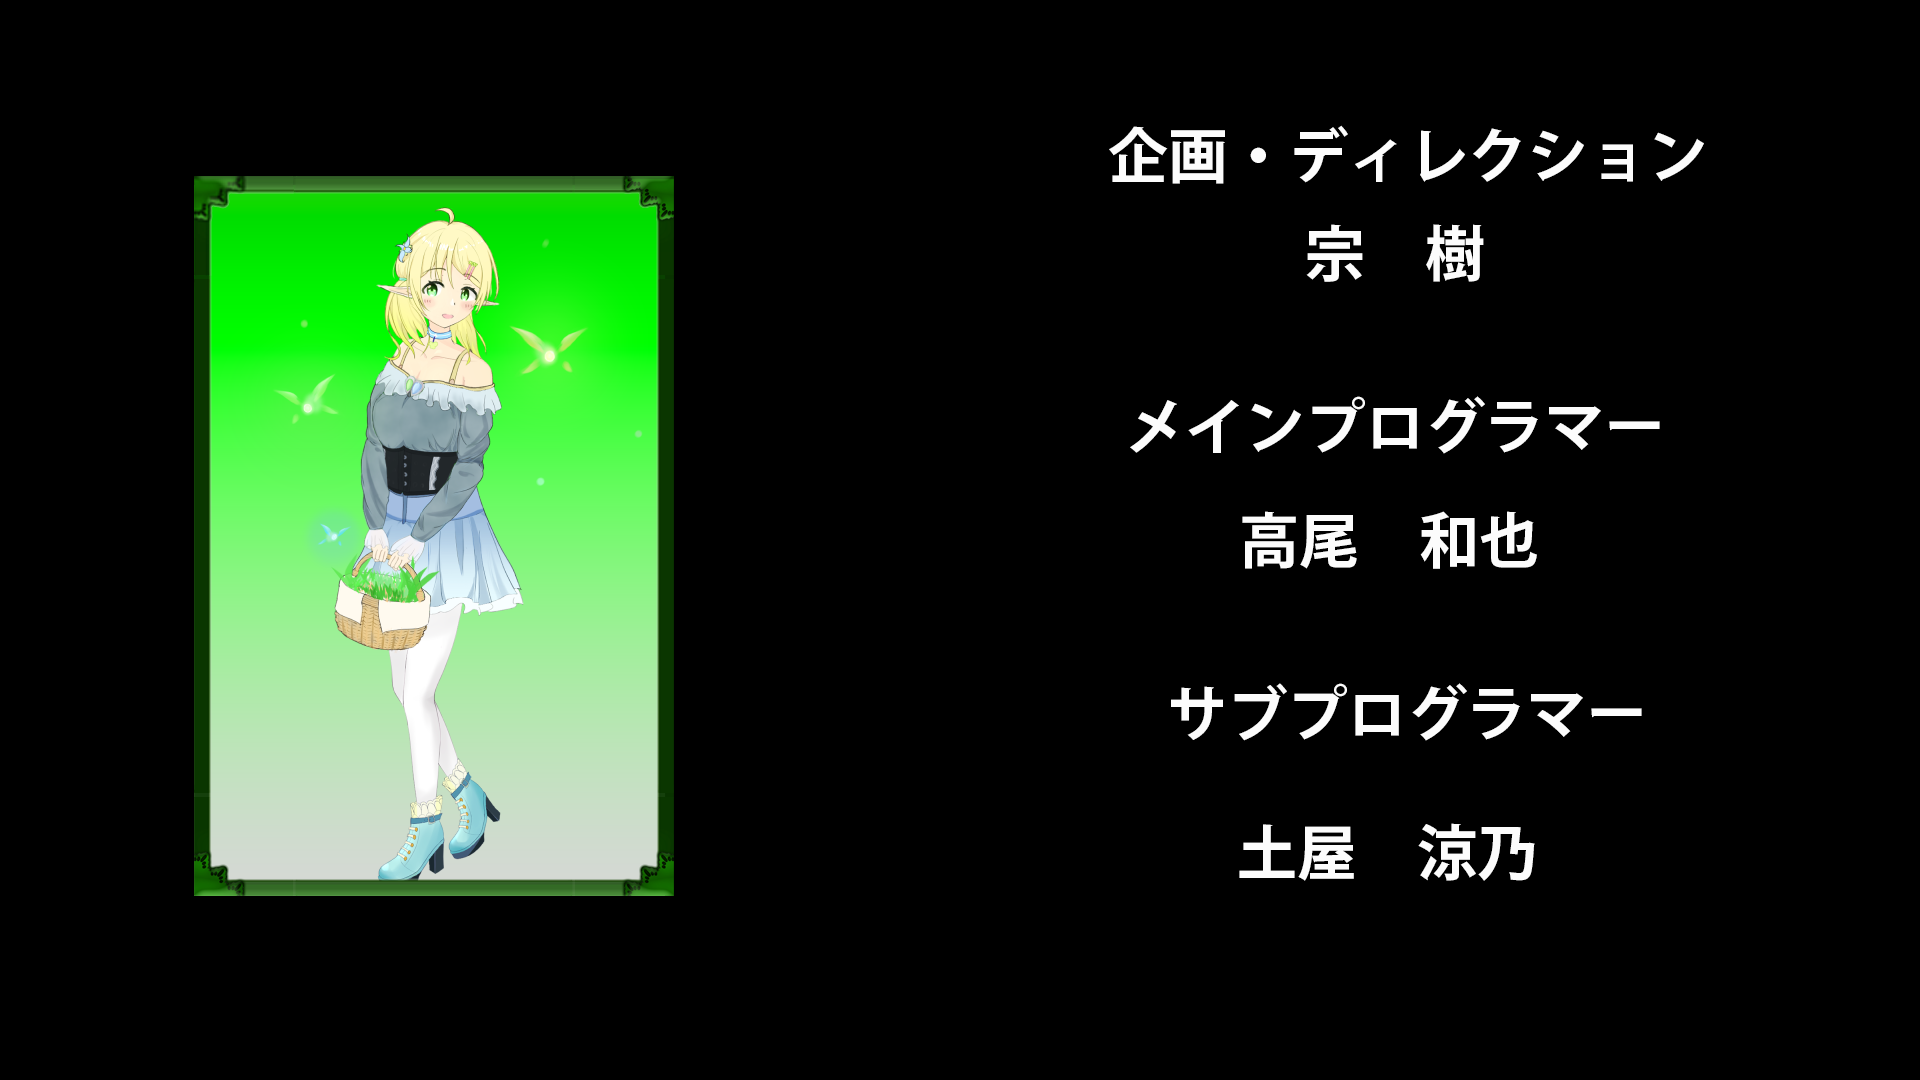 企画・ディレクション
宗　樹
メインプログラマー
高尾　和也
サブプログラマー
土屋　涼乃